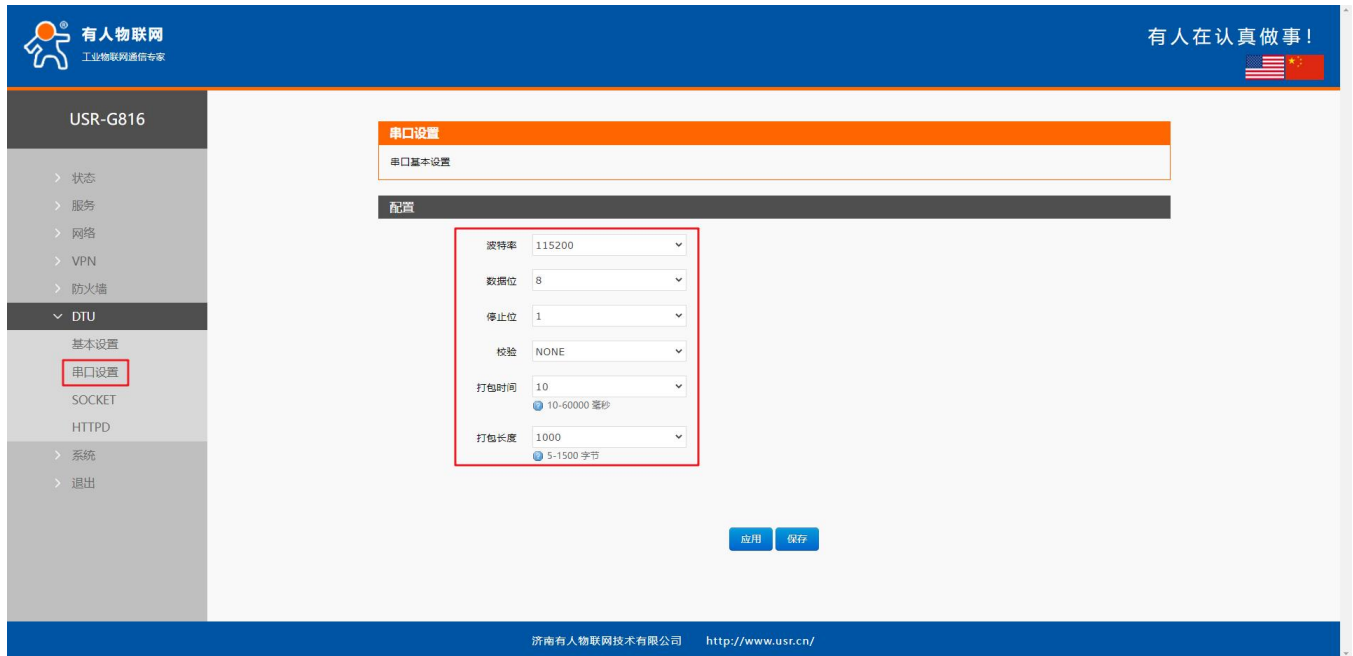 有人物联网
®
工业物联网通信专家
有人在认真做事！
USR-G816
状态
服务
网络
VPN
防火墙
DTU
基本设置
串口设置
SOCKET
HTTPD
系统
退出
串口设置
串口基本设置
配置
波特率 115200
数据位 8
停止位 1
校验 NONE
打包时间 10
10-60000 毫秒
打包长度 1000
5-1500 字节
应用 保存
济南有人物联网技术有限公司 http://www.usr.cn/